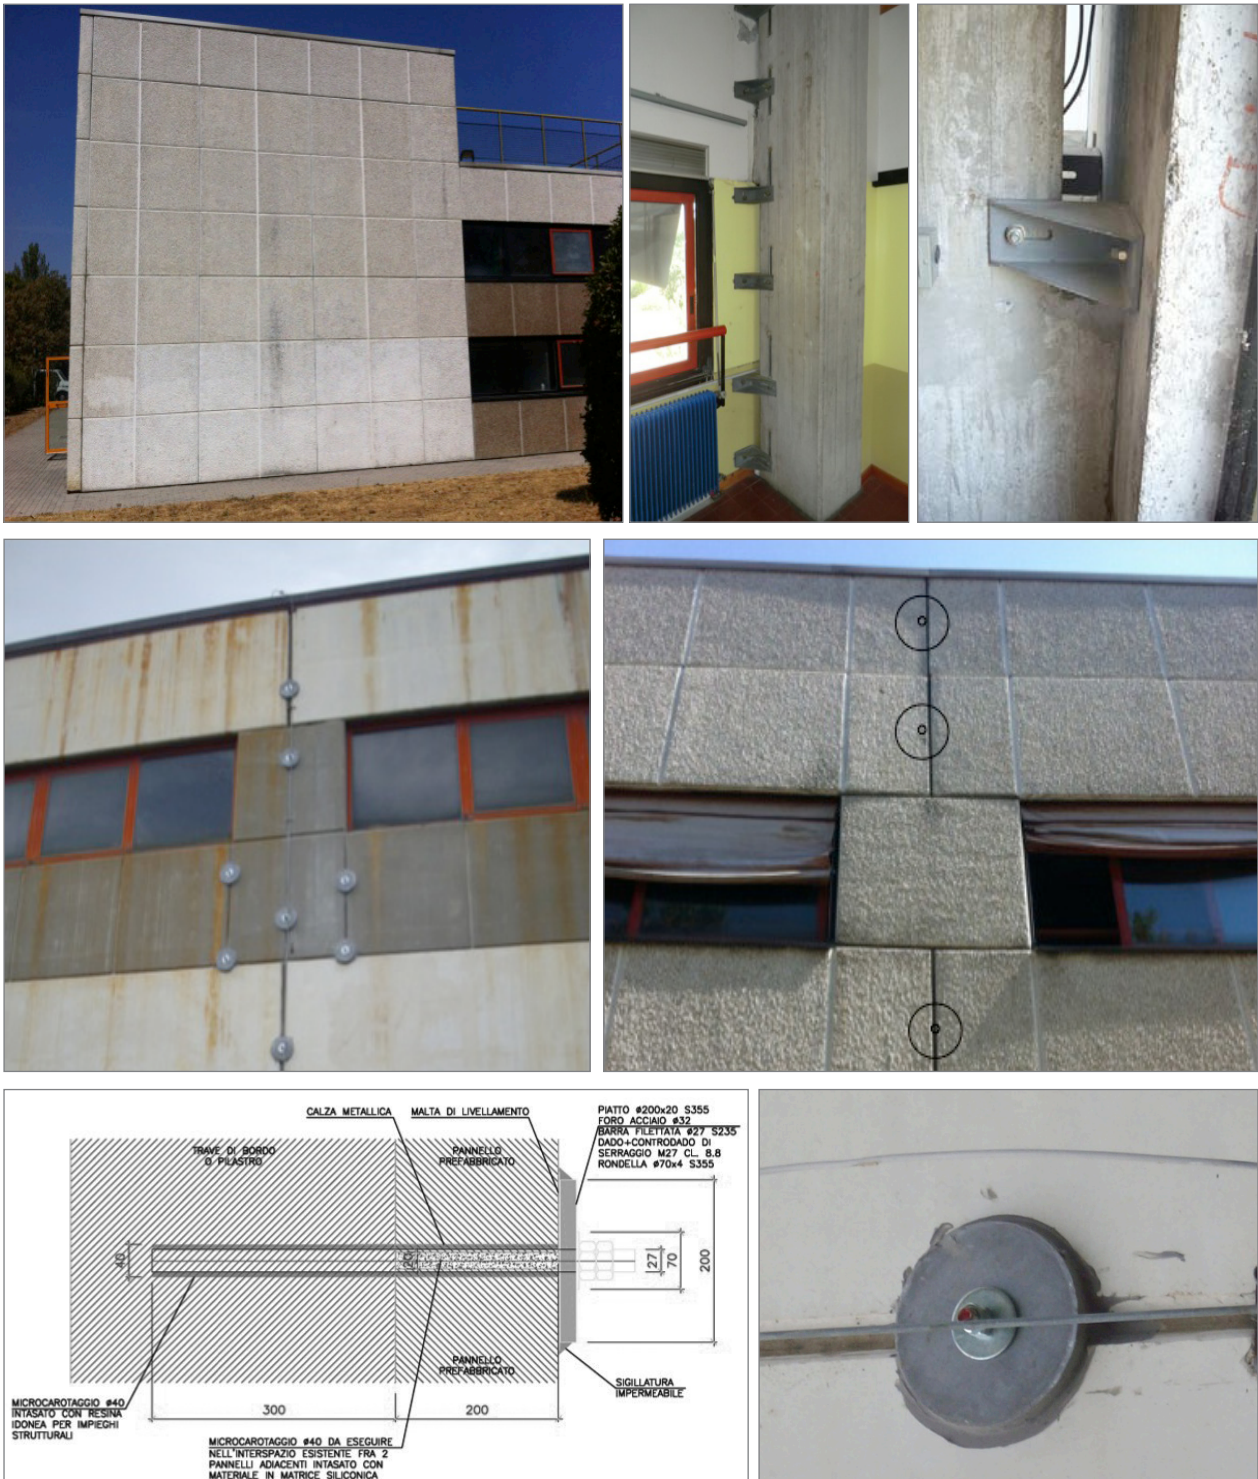 CALZA METALLICA
MALTA DI LIVELLAMENTO
PIATTO ø200x20 S355
FORO ACCIAIO ø32
BARRA FILETTATA ø27 S235
DADO+CONTRODADO DI
SERRAGGIO M27 CL. 8.8
RONDELLA ø70x4 S355
TRAVE DI BORDO
O PILASTRO
PANNELLO
PREFABBRICATO
40
27
70
200
PANNELLO
PREFABBRICATO
SIGILLATURA
IMPERMEABILE
MICROCAROTAGGIO ø40
INTASATO CON RESINA
IDONEA PER IMPIEGHI
STRUTTURALI
300
200
MICROCAROTAGGIO ø40 DA ESEGUIRE
NELL'INTERSPAZIO ESISTENTE FRA 2
PANNELLI ADIACENTI INTASATO CON
MATERIALE IN MATRICE SILICONICA